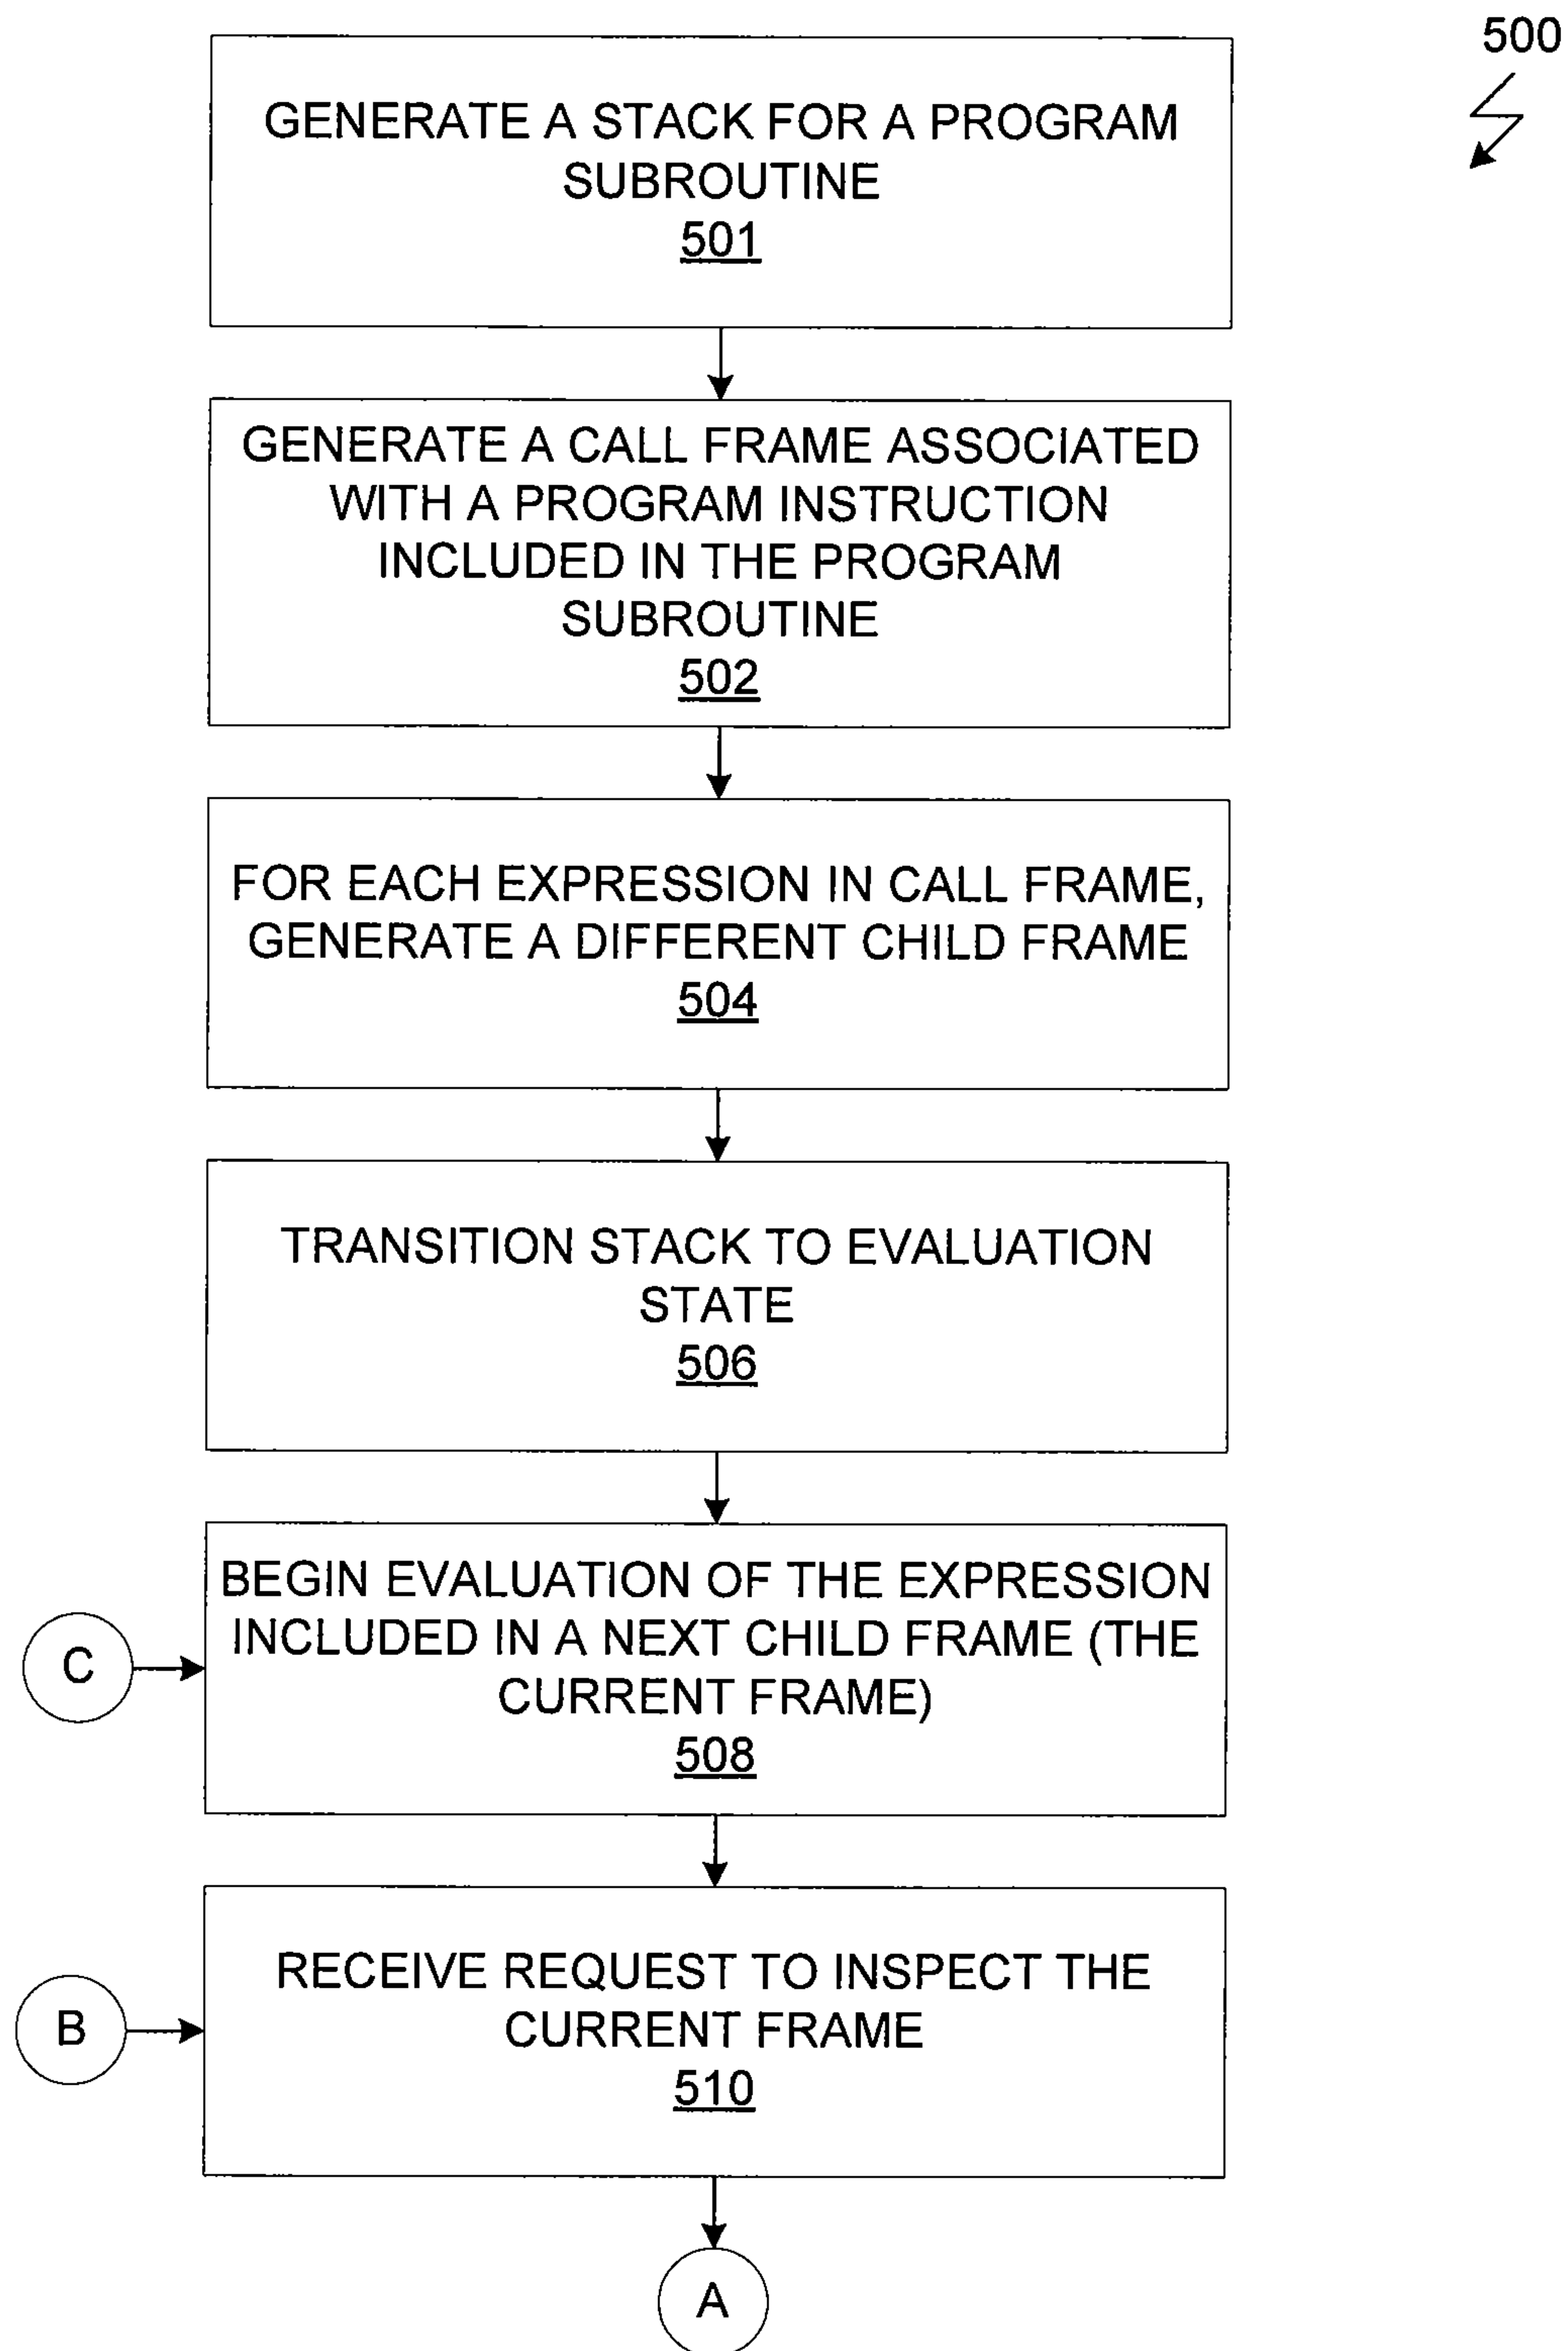 500
GENERATE A STACK FOR A PROGRAM
SUBROUTINE
501
GENERATE A CALL FRAME ASSOCIATED
WITH A PROGRAM INSTRUCTION
INCLUDED IN THE PROGRAM
SUBROUTINE
502
FOR EACH EXPRESSION IN CALL FRAME,
GENERATE A DIFFERENT CHILD FRAME
504
TRANSITION STACK TO EVALUATION
STATE
506
BEGIN EVALUATION OF THE EXPRESSION
INCLUDED IN A NEXT CHILD FRAME (THE
CURRENT FRAME)
508
C
RECEIVE REQUEST TO INSPECT THE
CURRENT FRAME
510
B
A